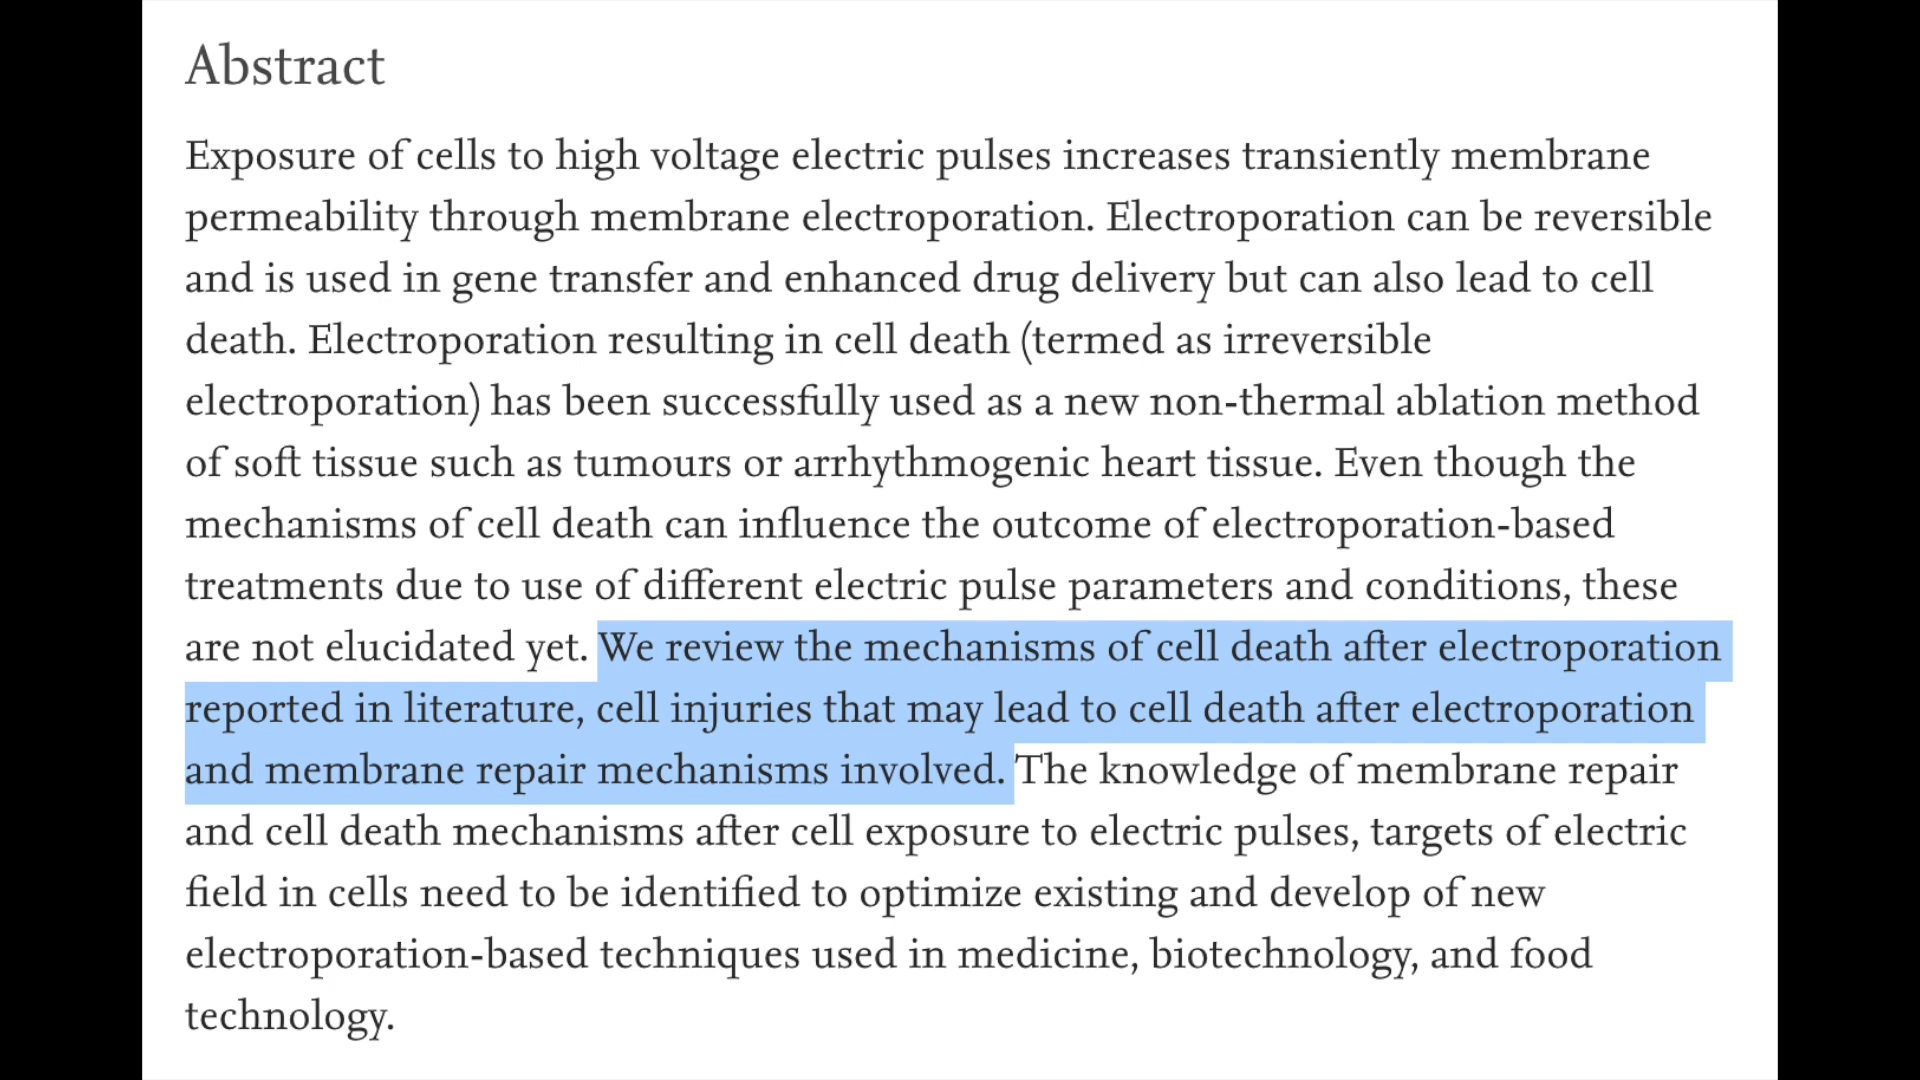 Abstract
Exposure of cells to high voltage electric pulses increases transiently membrane
permeability through membrane electroporation. Electroporation can be reversible
and is used in gene transfer and enhanced drug delivery but can also lead to cell
death. Electroporation resulting in cell death (termed as irreversible
electroporation) has been successfully used as a new non-thermal ablation method
of soft tissue such as tumours or arrhythmogenic heart tissue. Even though the
mechanisms of cell death can influence the outcome of electroporation-based
treatments due to use of different electric pulse parameters and conditions, these
are not elucidated yet. We review the mechanisms of cell death after electroporation
reported in literature, cell injuries that may lead to cell death after electroporation
and membrane repair mechanisms involved. The knowledge of membrane repair
and cell death mechanisms after cell exposure to electric pulses, targets of electric
field in cells need to be identified to optimize existing and develop of new
electroporation-based techniques used in medicine, biotechnology, and food
technology.